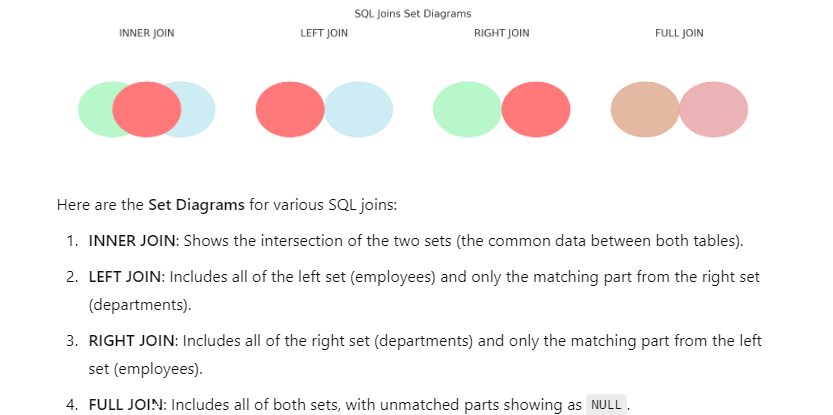 SQL Joins Set Diagrams
INNER JOIN LEFT JOIN RIGHT JOIN FULL JOIN
Here are the Set Diagrams for various SQL joins:
1. INNER JOIN: Shows the intersection of the two sets (the common data between both tables).
2. LEFT JOIN: Includes all of the left set (employees) and only the matching part from the right set
(departments).
3. RIGHT JOIN: Includes all of the right set (departments) and only the matching part from the left
set (employees).
4. FULL JOIN: Includes all of both sets, with unmatched parts showing as NULL.